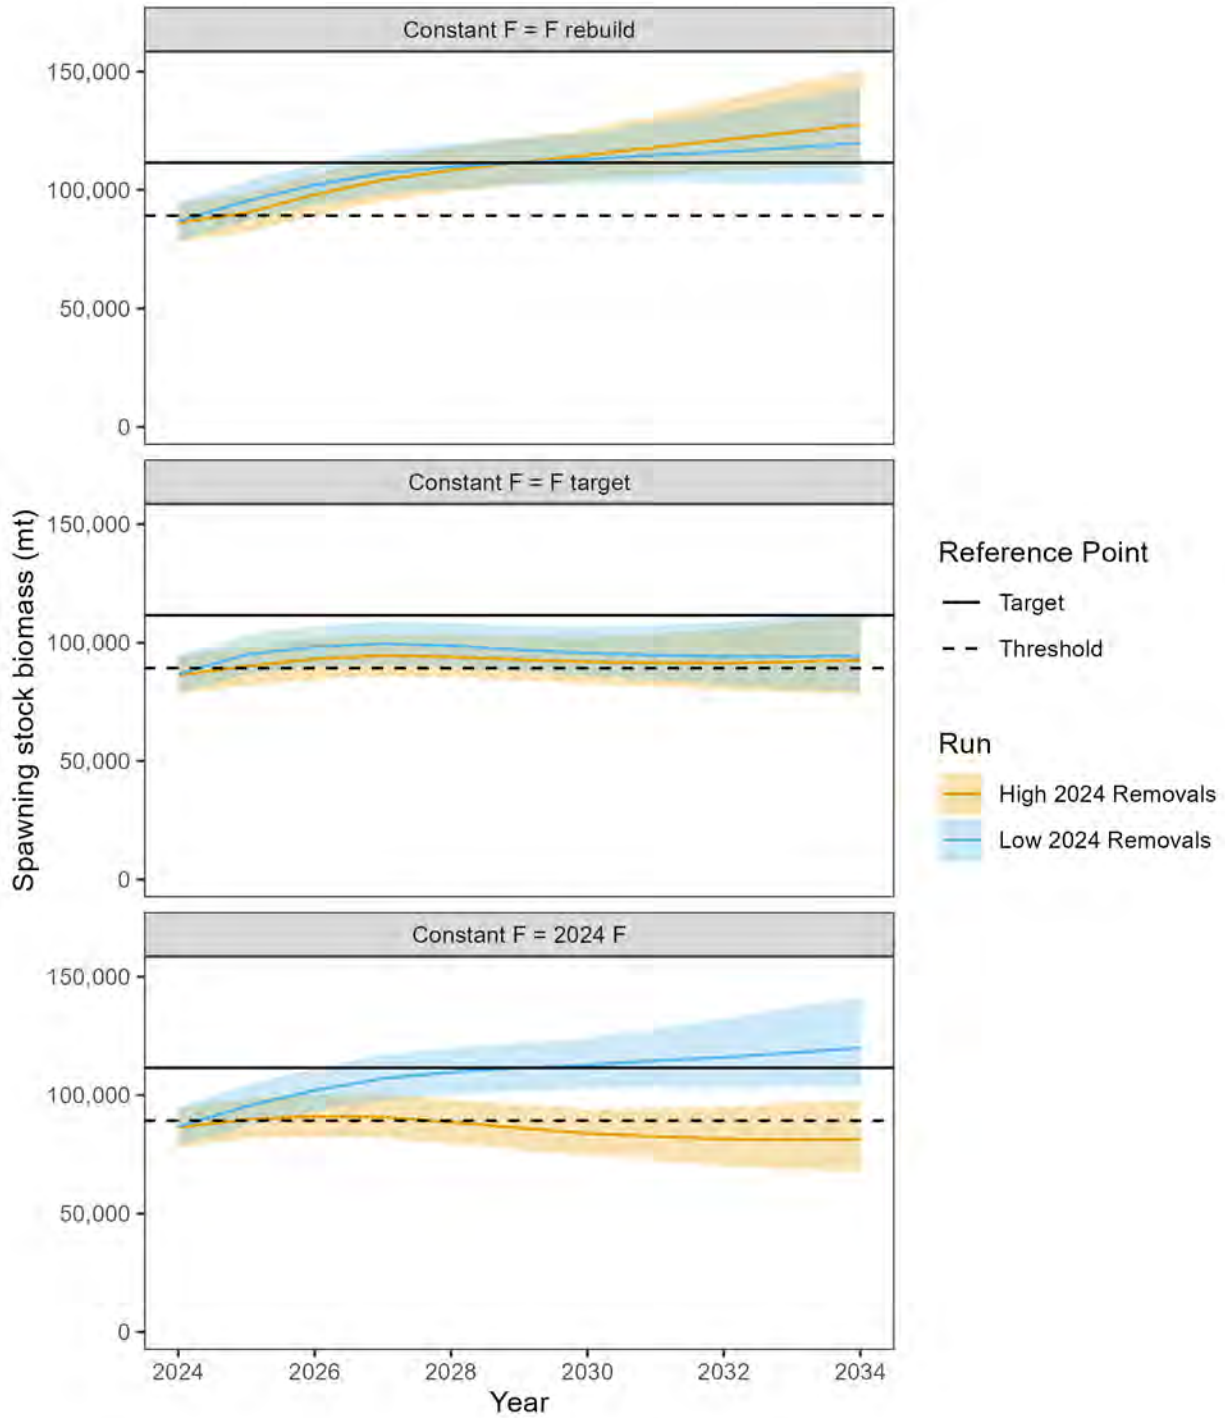 Constant F = F rebuild
150,000
100,000
50,000
0
Constant F = F target
150,000
100,000
50,000
0
Constant F = 2024 F
150,000
100,000
50,000
0
2024 2026 2028 2030 2032 2034
Year
Spawning stock biomass (mt)
Reference Point
Target
Threshold
Run
High 2024 Removals
Low 2024 Removals